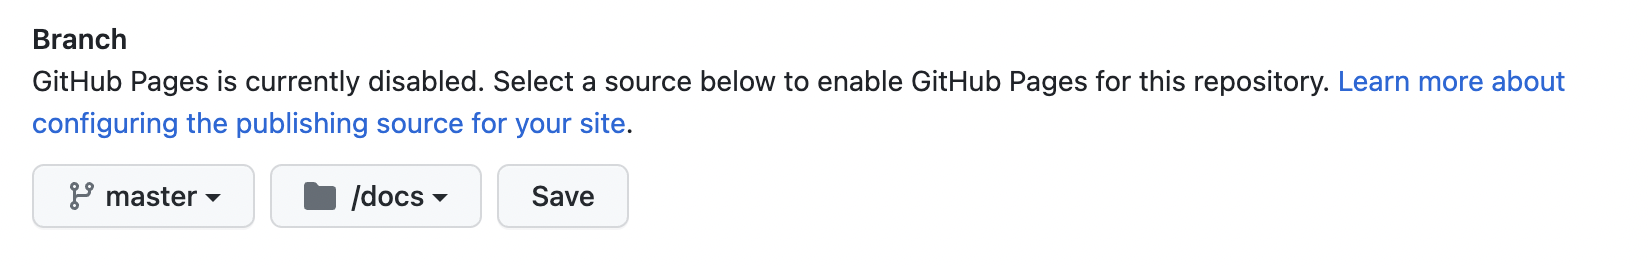 Branch
GitHub Pages is currently disabled. Select a source below to enable GitHub Pages for this repository. Learn more about
configuring the publishing source for your site.
master /docs Save